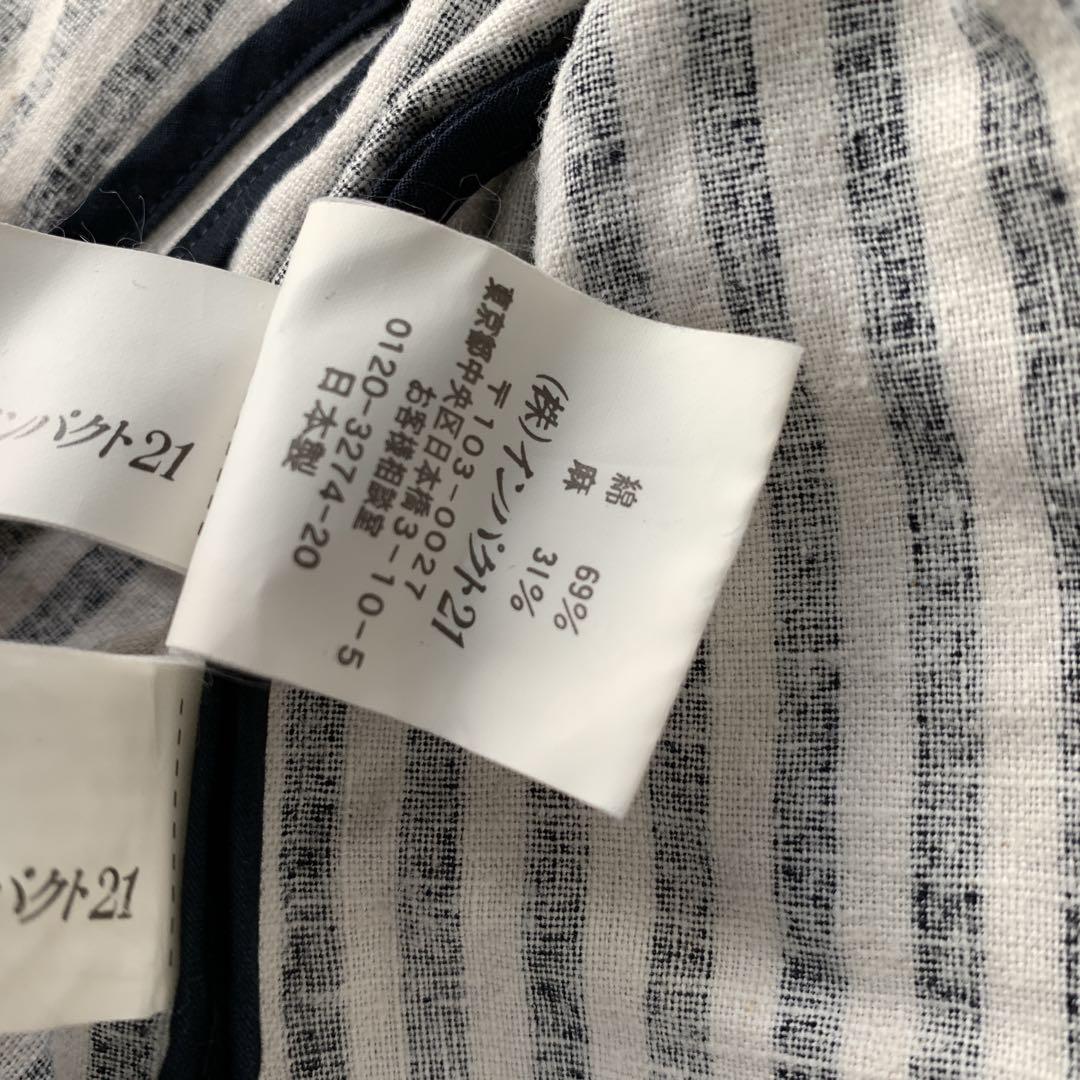 綿 69%
麻 31%
(株)インパクト21
〒103-0027
東京都中央区日本橋3-10-5
お客様相談室
0120-3274-20
日本製
ンパクト21
パクト21